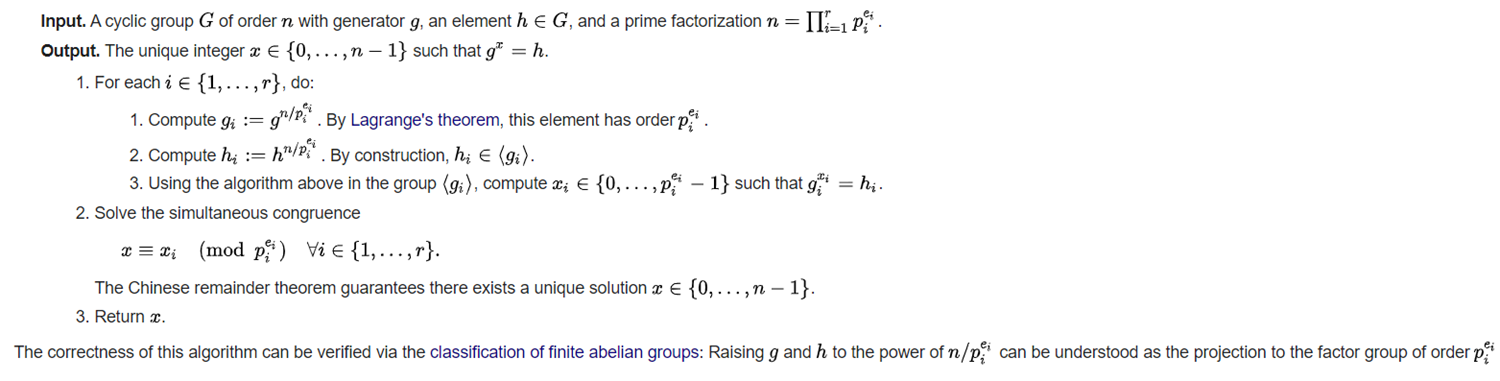 Input. A cyclic group G of order n with generator g, an element h ∈ G, and a prime factorization n = ∏_{i=1}^{r} p_i^{e_i} .
Output. The unique integer x ∈ {0, . . . , n − 1} such that g^x = h.
1. For each i ∈ {1, . . . , r}, do:
1. Compute g_i := g^{n/p_i^{e_i}} . By Lagrange's theorem, this element has order p_i^{e_i} .
2. Compute h_i := h^{n/p_i^{e_i}} . By construction, h_i ∈ ⟨g_i⟩.
3. Using the algorithm above in the group ⟨g_i⟩, compute x_i ∈ {0, . . . , p_i^{e_i} − 1} such that g_i^{x_i} = h_i.
2. Solve the simultaneous congruence
x ≡ x_i (mod p_i^{e_i}) ∀i ∈ {1, . . . , r}.
The Chinese remainder theorem guarantees there exists a unique solution x ∈ {0, . . . , n − 1}.
3. Return x.
The correctness of this algorithm can be verified via the classification of finite abelian groups: Raising g and h to the power of n/p_i^{e_i} can be understood as the projection to the factor group of order p_i^{e_i}